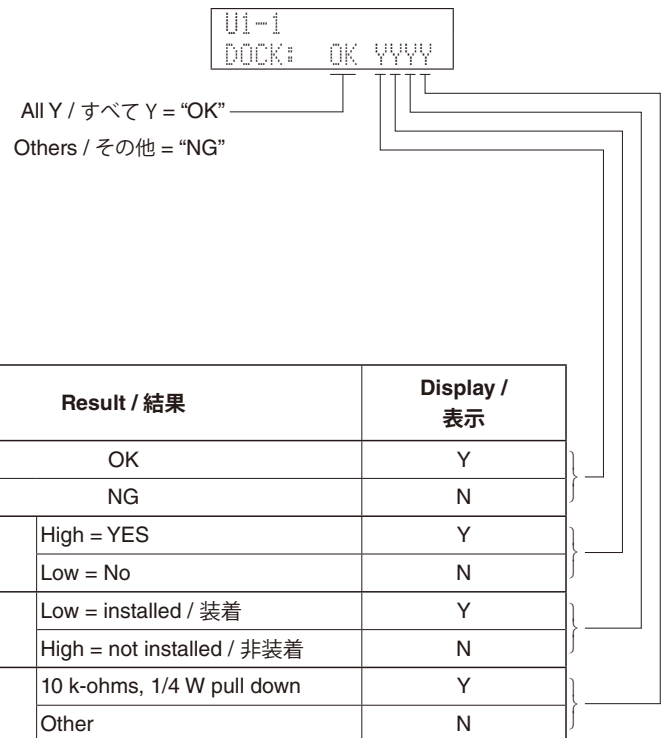 U1-1
DOCK: OK YYYY
All Y / すべて Y = “OK”
Others / その他 = “NG”
Result / 結果
Display /
表示
OK Y
NG N
High = YES Y
Low = No N
Low = installed / 装着 Y
High = not installed / 非装着 N
10 k-ohms, 1/4 W pull down Y
Other N